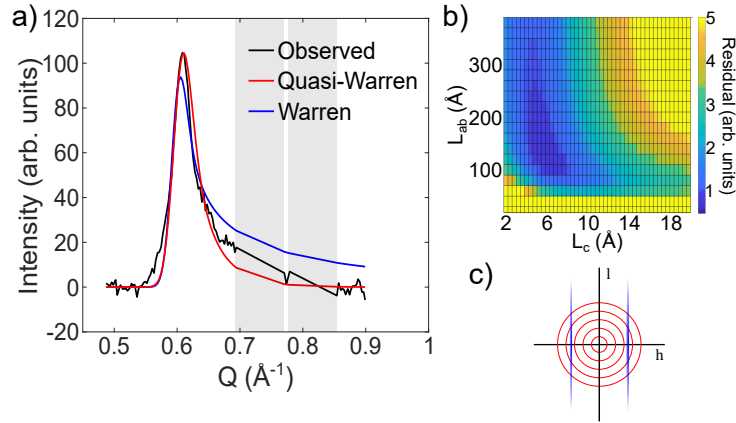 a)
120
100
80
60
40
20
0
-20
Intensity (arb. units)
Observed
Quasi-Warren
Warren
0.5 0.6 0.7 0.8 0.9 1
Q (Å⁻¹)
b)
300
200
100
L_ab (Å)
2 6 10 14 18
L_c (Å)
5
4
3
2
1
Residual (arb. units)
c)
l
h